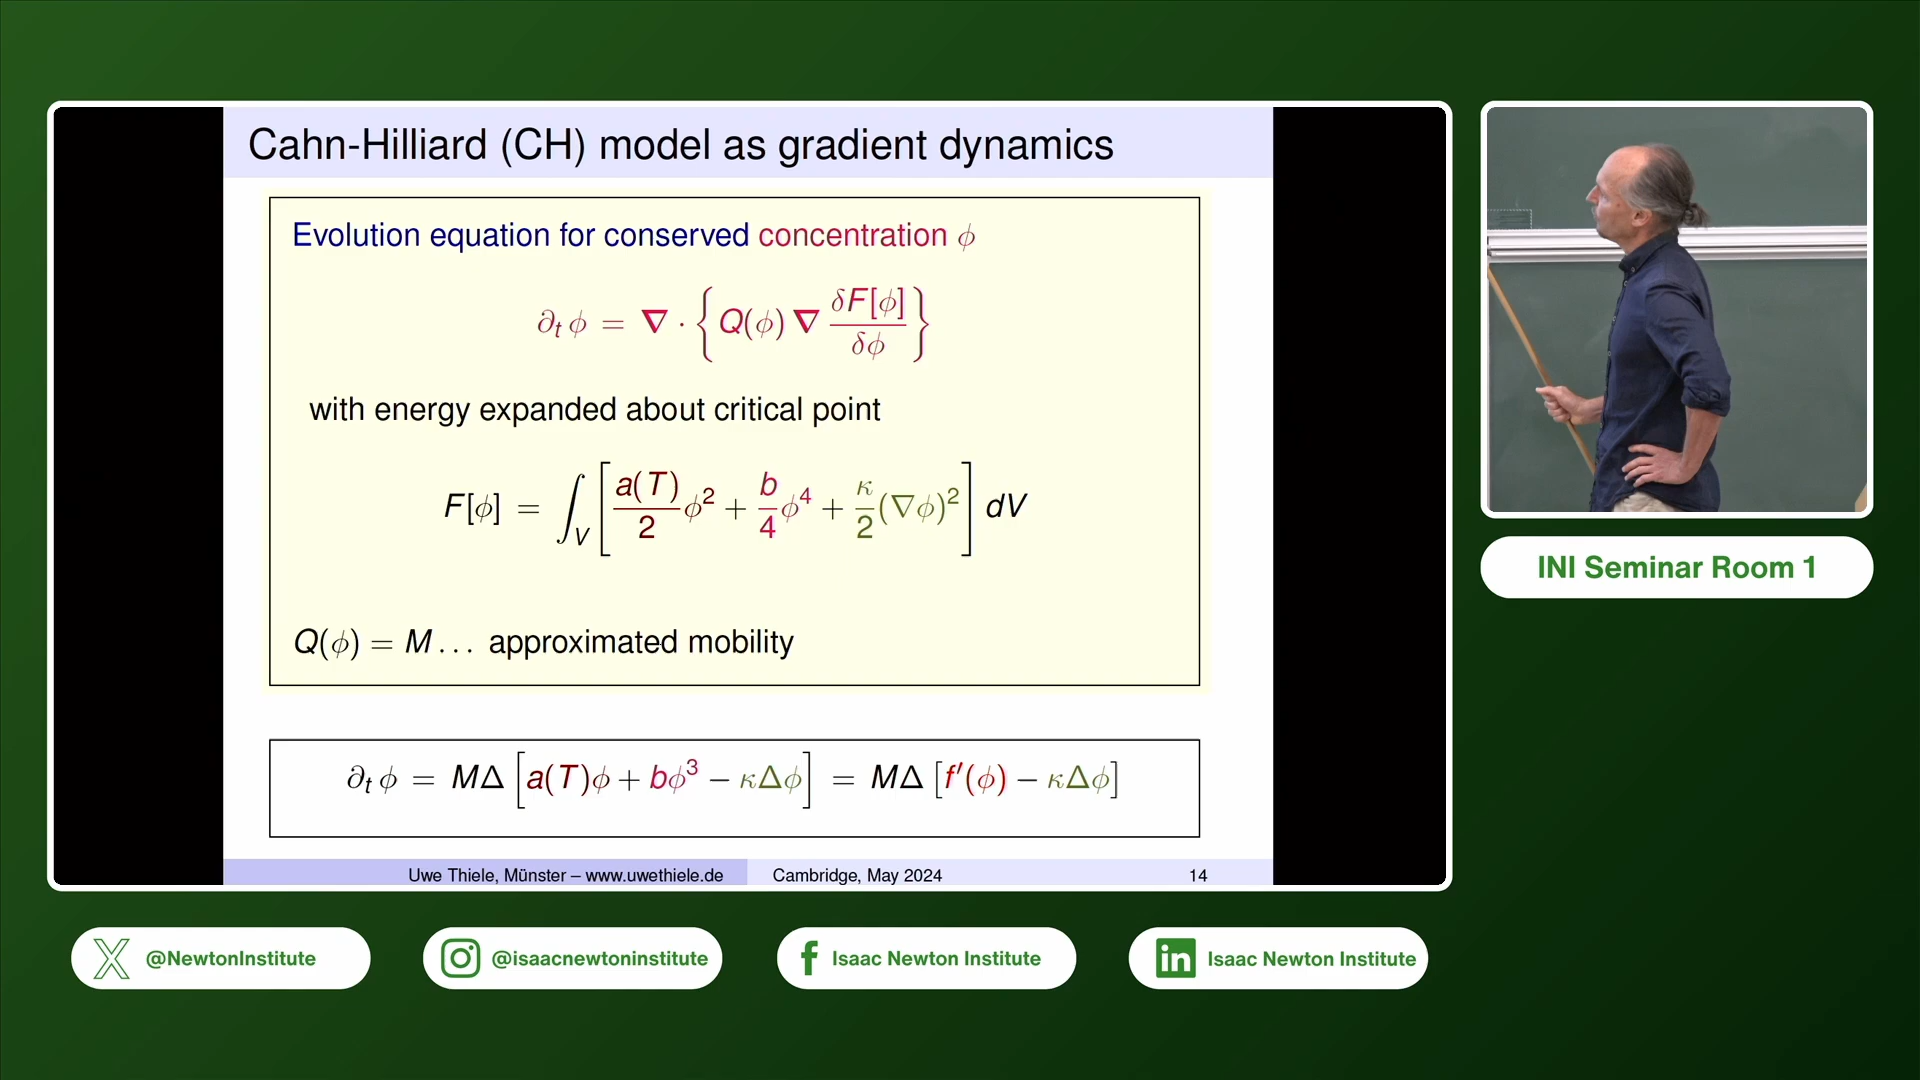 Cahn-Hilliard (CH) model as gradient dynamics
Evolution equation for conserved concentration ϕ
∂ₜ ϕ = ∇ · { Q(ϕ) ∇ δF[ϕ] / δϕ }
with energy expanded about critical point
F[ϕ] = ∫_V [ a(T)/2 ϕ² + b/4 ϕ⁴ + κ/2 (∇ϕ)² ] dV
Q(ϕ) = M … approximated mobility
∂ₜ ϕ = MΔ [ a(T)ϕ + bϕ³ − κΔϕ ] = MΔ [ f′(ϕ) − κΔϕ ]
Uwe Thiele, Münster – www.uwethiele.de Cambridge, May 2024 14
INI Seminar Room 1
@NewtonInstitute
@isaacnewtoninstitute
Isaac Newton Institute
Isaac Newton Institute